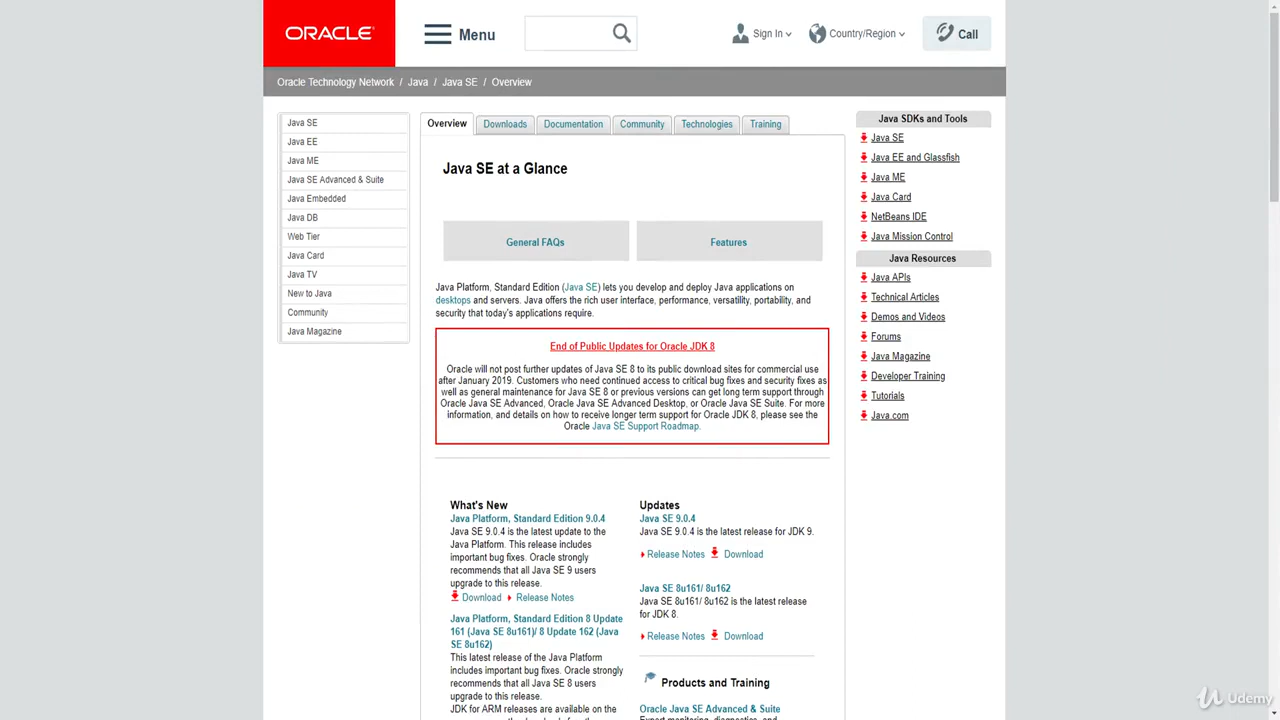 ORACLE
Menu
Sign In
Country/Region
Call
Oracle Technology Network / Java / Java SE / Overview
Java SE
Java EE
Java ME
Java SE Advanced & Suite
Java Embedded
Java DB
Web Tier
Java Card
Java TV
New to Java
Community
Java Magazine
Overview
Downloads
Documentation
Community
Technologies
Training
Java SE at a Glance
General FAQs
Features
Java Platform, Standard Edition (Java SE) lets you develop and deploy Java applications on
desktops and servers. Java offers the rich user interface, performance, versatility, portability, and
security that today's applications require.
End of Public Updates for Oracle JDK 8
Oracle will not post further updates of Java SE 8 to its public download sites for commercial use
after January 2019. Customers who need continued access to critical bug fixes and security fixes as
well as general maintenance for Java SE 8 or previous versions can get long term support through
Oracle Java SE Advanced, Oracle Java SE Advanced Desktop, or Oracle Java SE Suite. For more
information, and details on how to receive longer term support for Oracle JDK 8, please see the
Oracle Java SE Support Roadmap.
What's New
Java Platform, Standard Edition 9.0.4
Java SE 9.0.4 is the latest update to the
Java Platform. This release includes
important bug fixes. Oracle strongly
recommends that all Java SE 9 users
upgrade to this release.
Download Release Notes
Java Platform, Standard Edition 8 Update
161 (Java SE 8u161)/ 8 Update 162 (Java
SE 8u162)
This latest release of the Java Platform
includes important bug fixes. Oracle strongly
recommends that all Java SE 8 users
upgrade to this release.
JDK for ARM releases are available on the
Updates
Java SE 9.0.4
Java SE 9.0.4 is the latest release for JDK 9.
Release Notes Download
Java SE 8u161/ 8u162
Java SE 8u161/ 8u162 is the latest release
for JDK 8.
Release Notes Download
Products and Training
Oracle Java SE Advanced & Suite
Java SDKs and Tools
Java SE
Java EE and Glassfish
Java ME
Java Card
NetBeans IDE
Java Mission Control
Java Resources
Java APIs
Technical Articles
Demos and Videos
Forums
Java Magazine
Developer Training
Tutorials
Java.com
Udemy